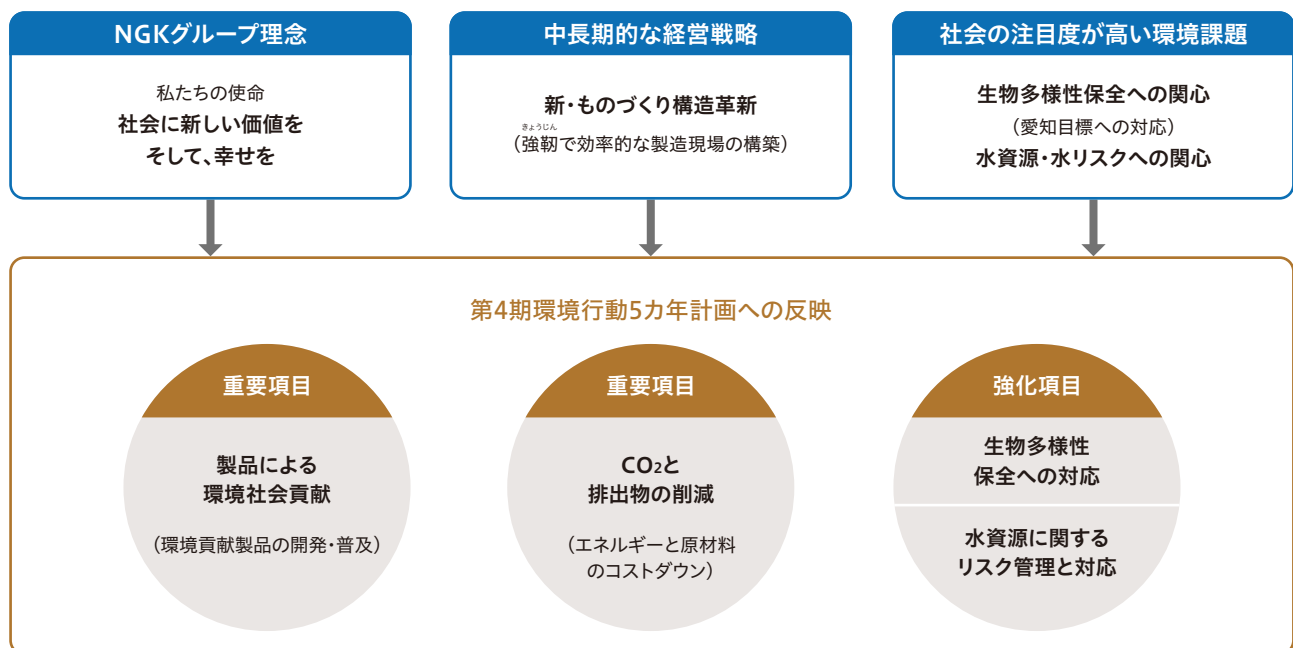 NGKグループ理念
私たちの使命
社会に新しい価値を
そして、幸せを
中長期的な経営戦略
新・ものづくり構造革新
きょうじん
（強靭で効率的な製造現場の構築）
社会の注目度が高い環境課題
生物多様性保全への関心
（愛知目標への対応）
水資源・水リスクへの関心
第4期環境行動5カ年計画への反映
重要項目
製品による
環境社会貢献
（環境貢献製品の開発・普及）
重要項目
CO₂と
排出物の削減
（エネルギーと原材料
のコストダウン）
強化項目
生物多様性
保全への対応
水資源に関する
リスク管理と対応